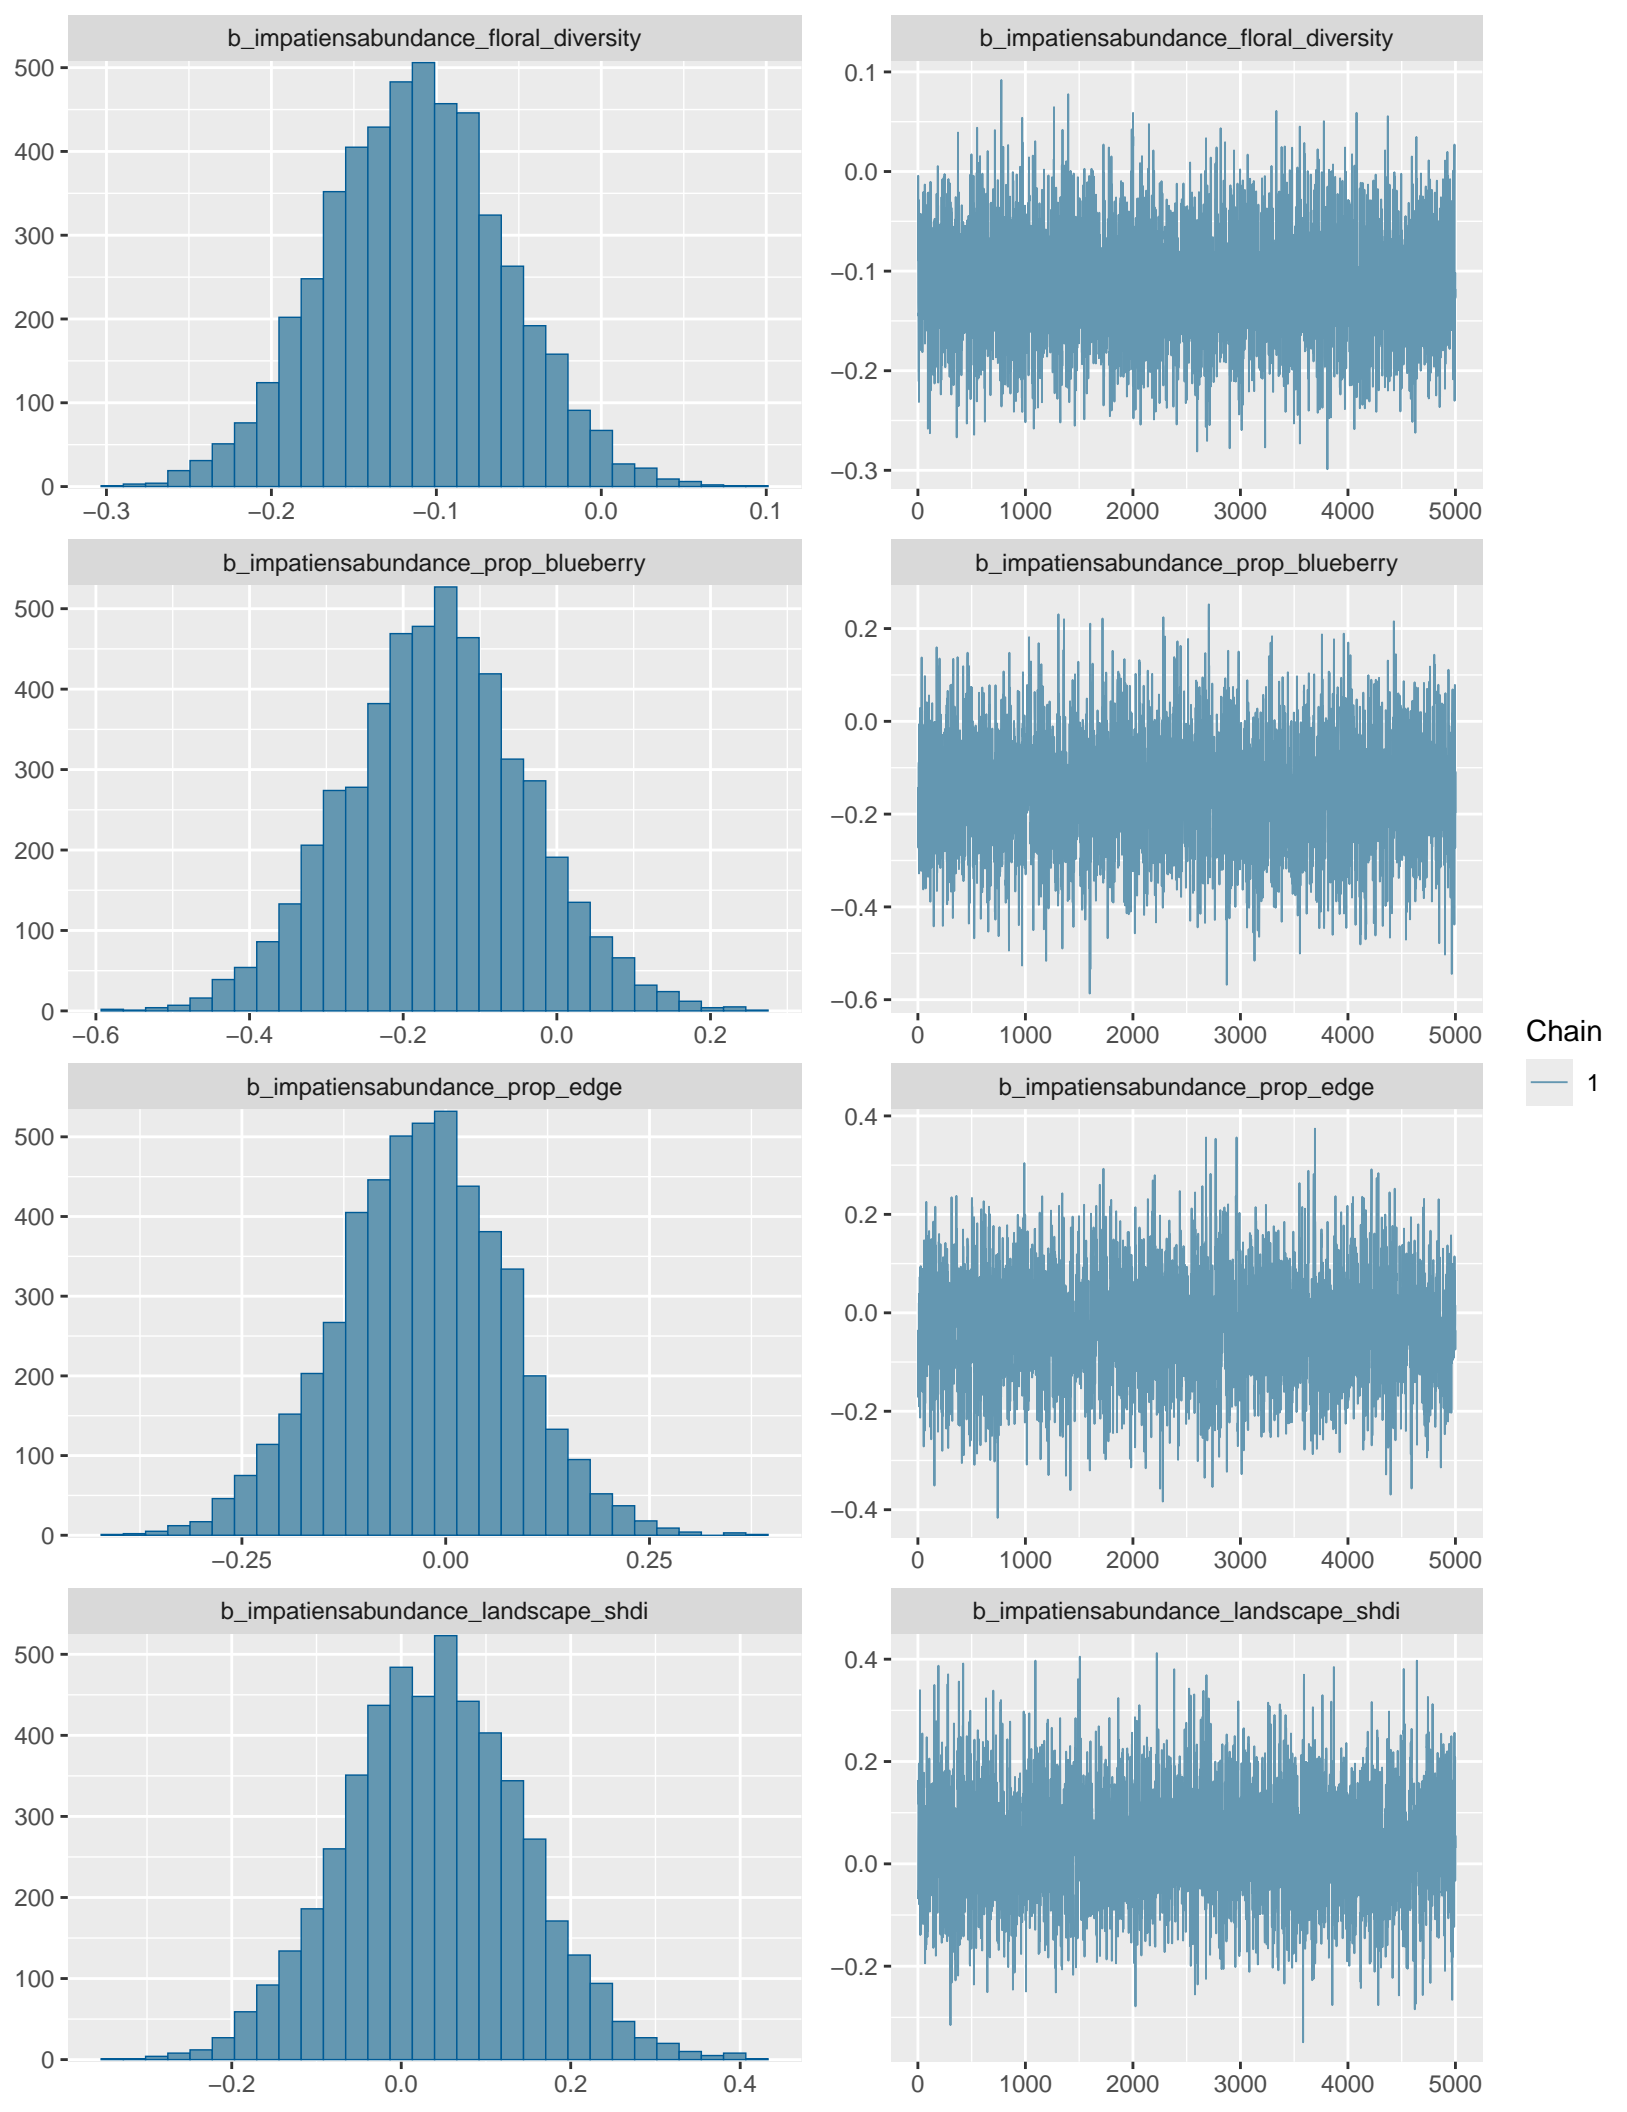 b_impatiensabundance_floral_diversity
500
400
300
200
100
0
−0.3 −0.2 −0.1 0.0 0.1
b_impatiensabundance_floral_diversity
0.1
0.0
−0.1
−0.2
−0.3
0 1000 2000 3000 4000 5000
b_impatiensabundance_prop_blueberry
500
400
300
200
100
0
−0.6 −0.4 −0.2 0.0 0.2
b_impatiensabundance_prop_blueberry
0.2
0.0
−0.2
−0.4
−0.6
0 1000 2000 3000 4000 5000
b_impatiensabundance_prop_edge
500
400
300
200
100
0
−0.25 0.00 0.25
b_impatiensabundance_prop_edge
0.4
0.2
0.0
−0.2
−0.4
0 1000 2000 3000 4000 5000
b_impatiensabundance_landscape_shdi
500
400
300
200
100
0
−0.2 0.0 0.2 0.4
b_impatiensabundance_landscape_shdi
0.4
0.2
0.0
−0.2
0 1000 2000 3000 4000 5000
Chain
1